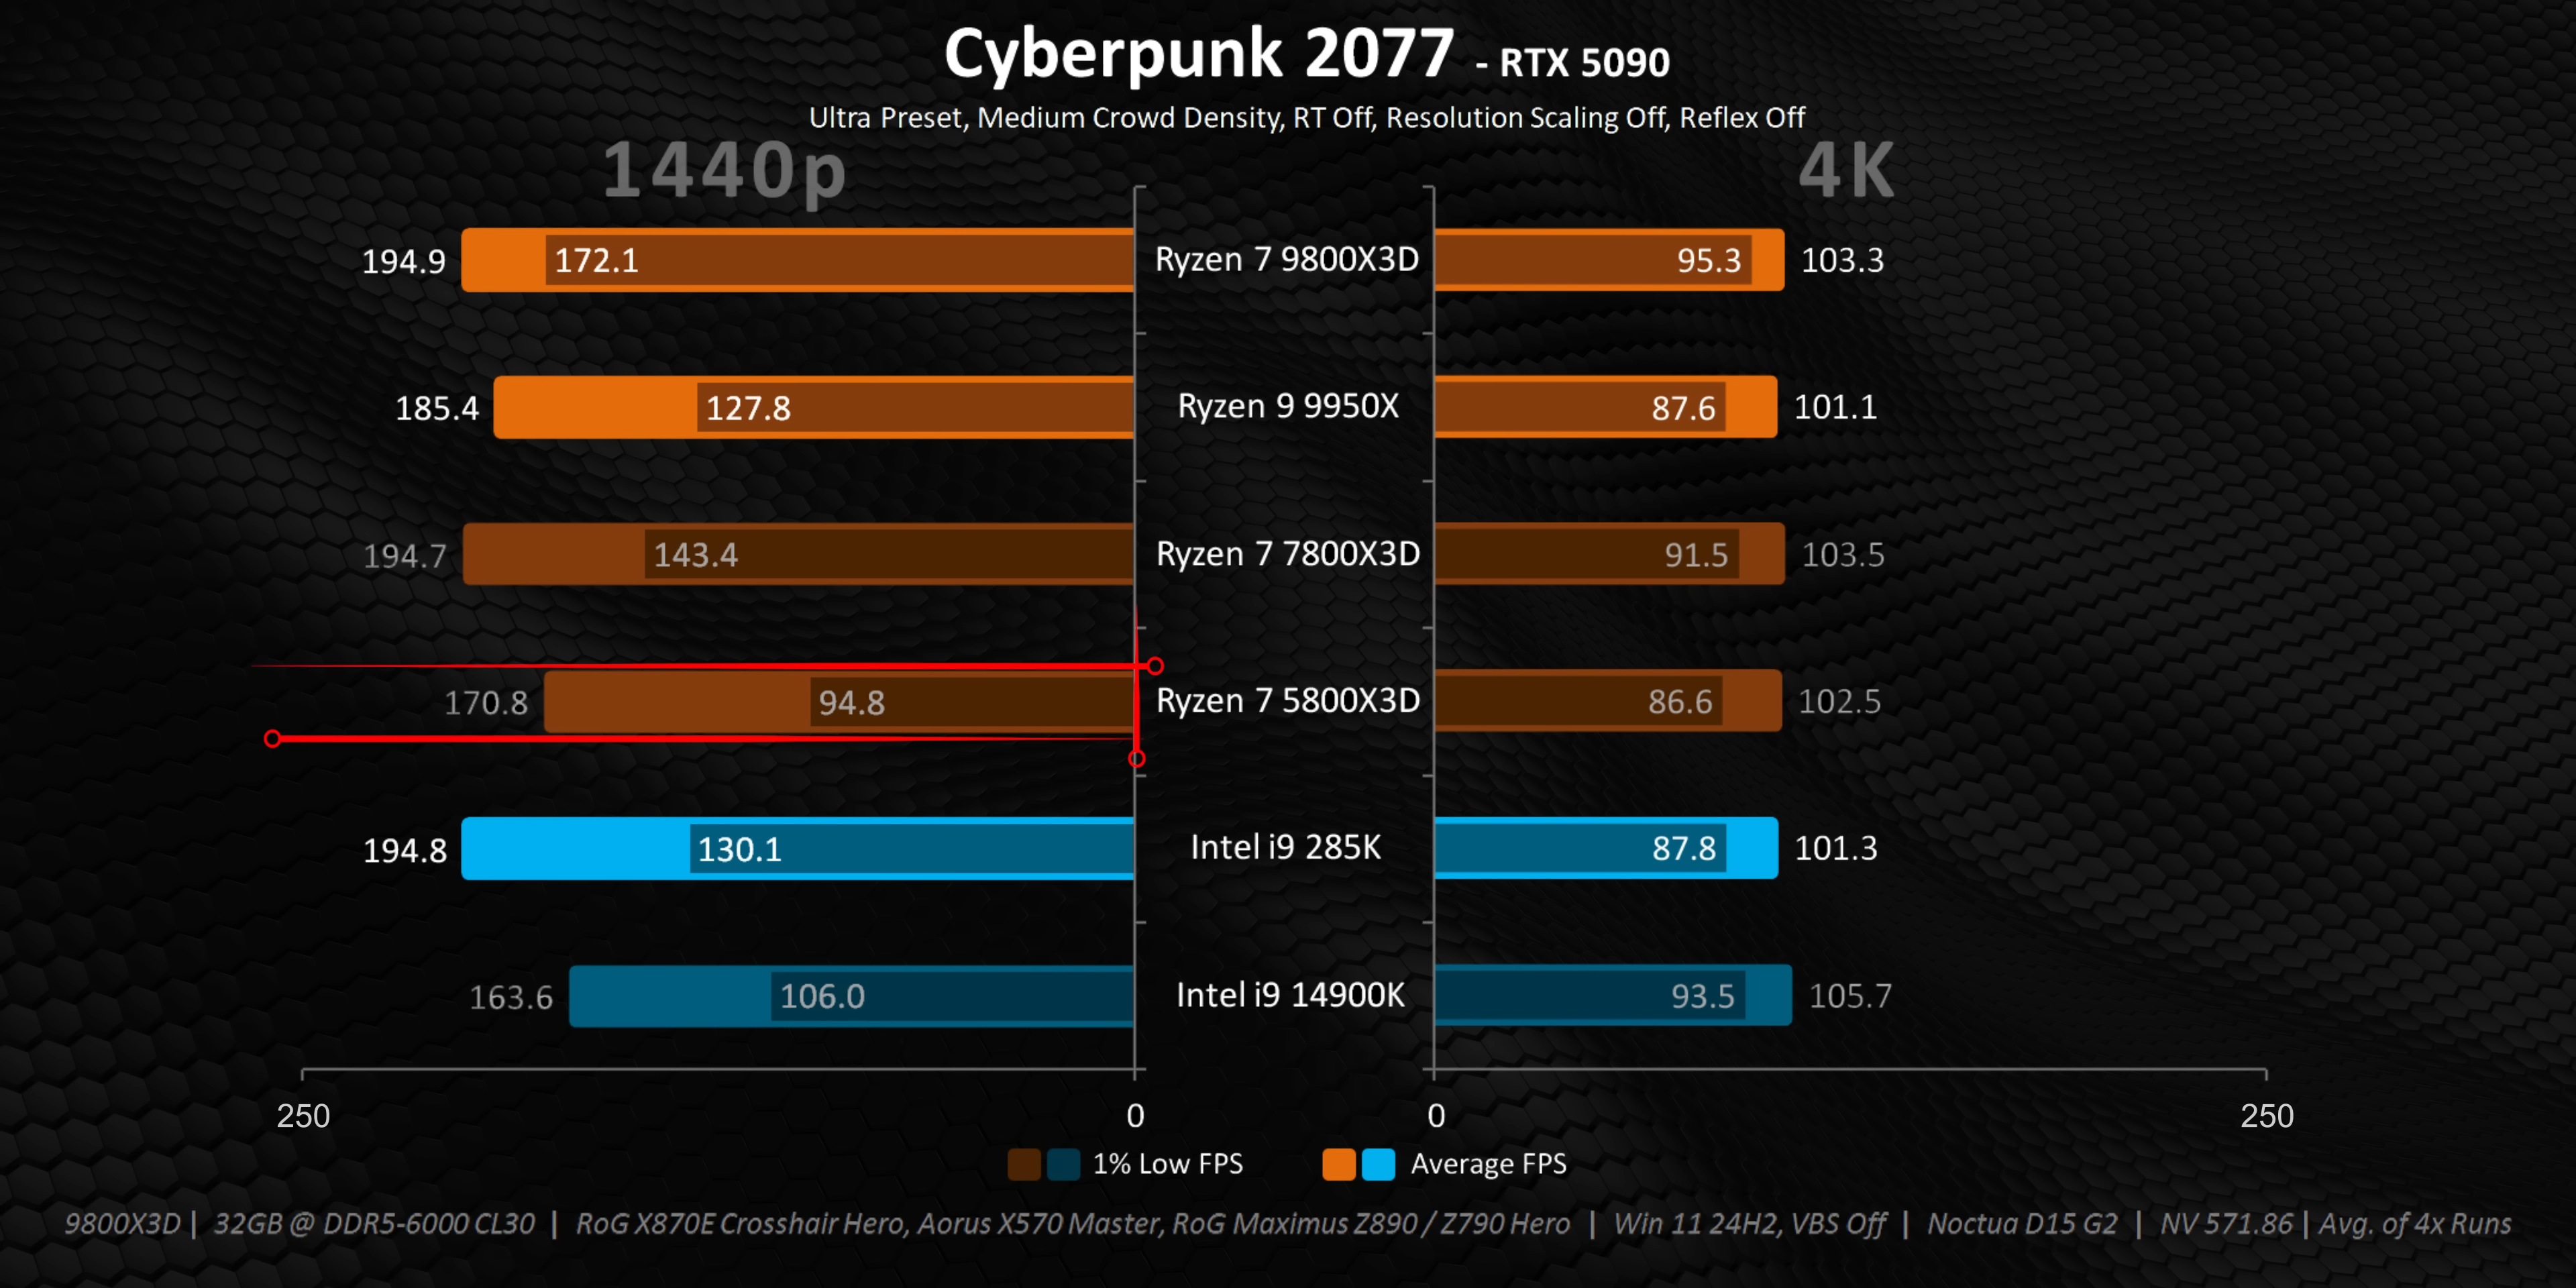 Cyberpunk 2077 - RTX 5090
Ultra Preset, Medium Crowd Density, RT Off, Resolution Scaling Off, Reflex Off
1440p 4K
194.9 172.1 Ryzen 7 9800X3D 95.3 103.3
185.4 127.8 Ryzen 9 9950X 87.6 101.1
194.7 143.4 Ryzen 7 7800X3D 91.5 103.5
170.8 94.8 Ryzen 7 5800X3D 86.6 102.5
194.8 130.1 Intel i9 285K 87.8 101.3
163.6 106.0 Intel i9 14900K 93.5 105.7
250 0 0 250
1% Low FPS Average FPS
9800X3D | 32GB @ DDR5-6000 CL30 | RoG X870E Crosshair Hero, Aorus X570 Master, RoG Maximus Z890 / Z790 Hero | Win 11 24H2, VBS Off | Noctua D15 G2 | NV 571.86 | Avg. of 4x Runs